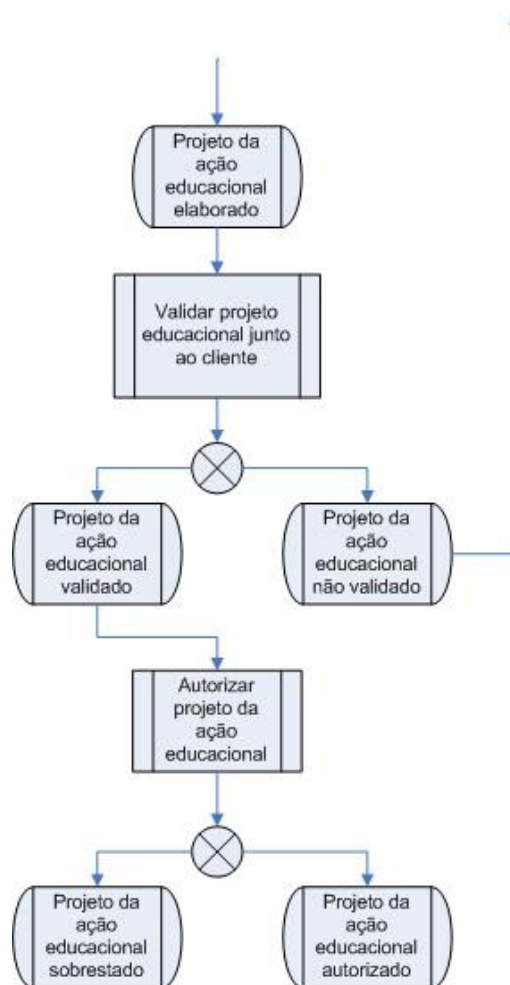 Projeto da
ação
educacional
elaborado
Validar projeto
educacional junto
ao cliente
Projeto da
ação
educacional
validado
Projeto da
ação
educacional
não validado
Autorizar
projeto da
ação
educacional
Projeto da
ação
educacional
sobrestado
Projeto da
ação
educacional
autorizado